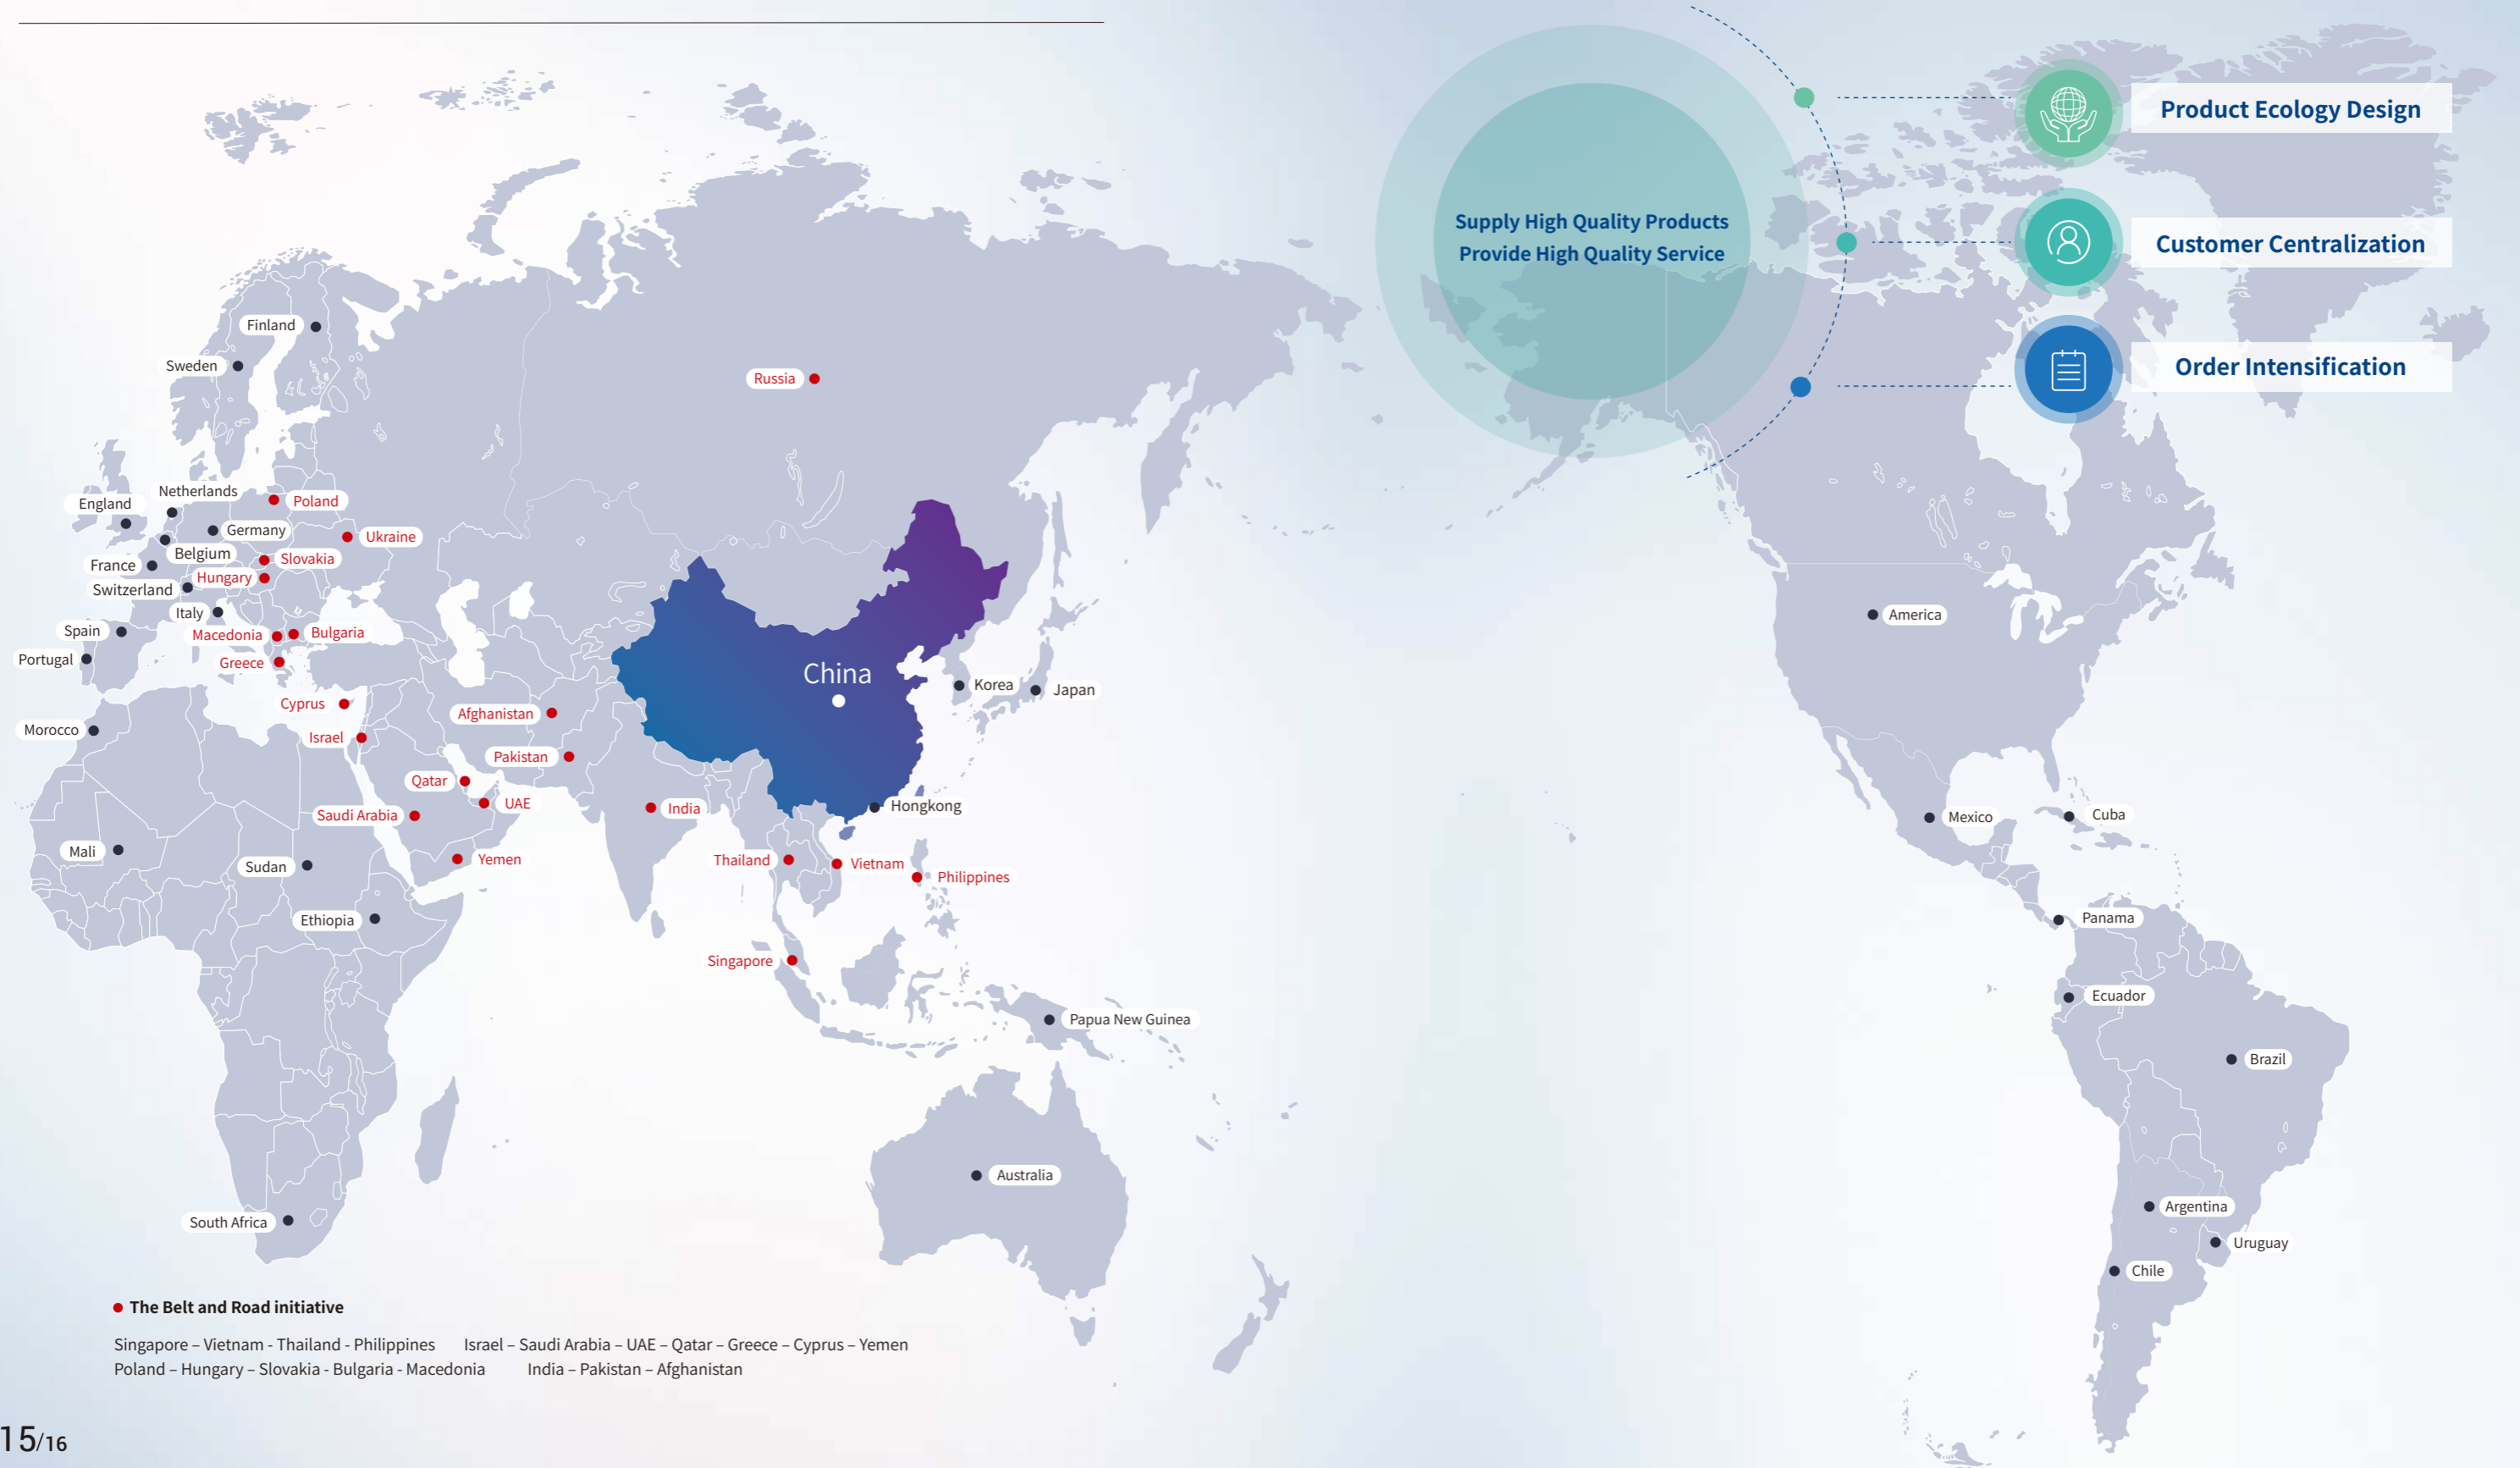 Product Ecology Design
Supply High Quality Products
Provide High Quality Service
Customer Centralization
Order Intensification
Finland
Sweden
Russia
Netherlands
England
Poland
Germany
Ukraine
Belgium
Slovakia
France
Hungary
Switzerland
Italy
Spain
Macedonia
Bulgaria
Portugal
Greece
China
Korea
Japan
Cyprus
Afghanistan
Morocco
Israel
Pakistan
Qatar
UAE
India
Hongkong
Saudi Arabia
Mali
Sudan
Yemen
Thailand
Vietnam
Philippines
Ethiopia
Singapore
Papua New Guinea
Australia
South Africa
America
Mexico
Cuba
Panama
Ecuador
Brazil
Argentina
Uruguay
Chile
The Belt and Road initiative
Singapore – Vietnam - Thailand - Philippines Israel – Saudi Arabia – UAE – Qatar – Greece – Cyprus – Yemen
Poland – Hungary – Slovakia - Bulgaria - Macedonia India – Pakistan – Afghanistan
15/16